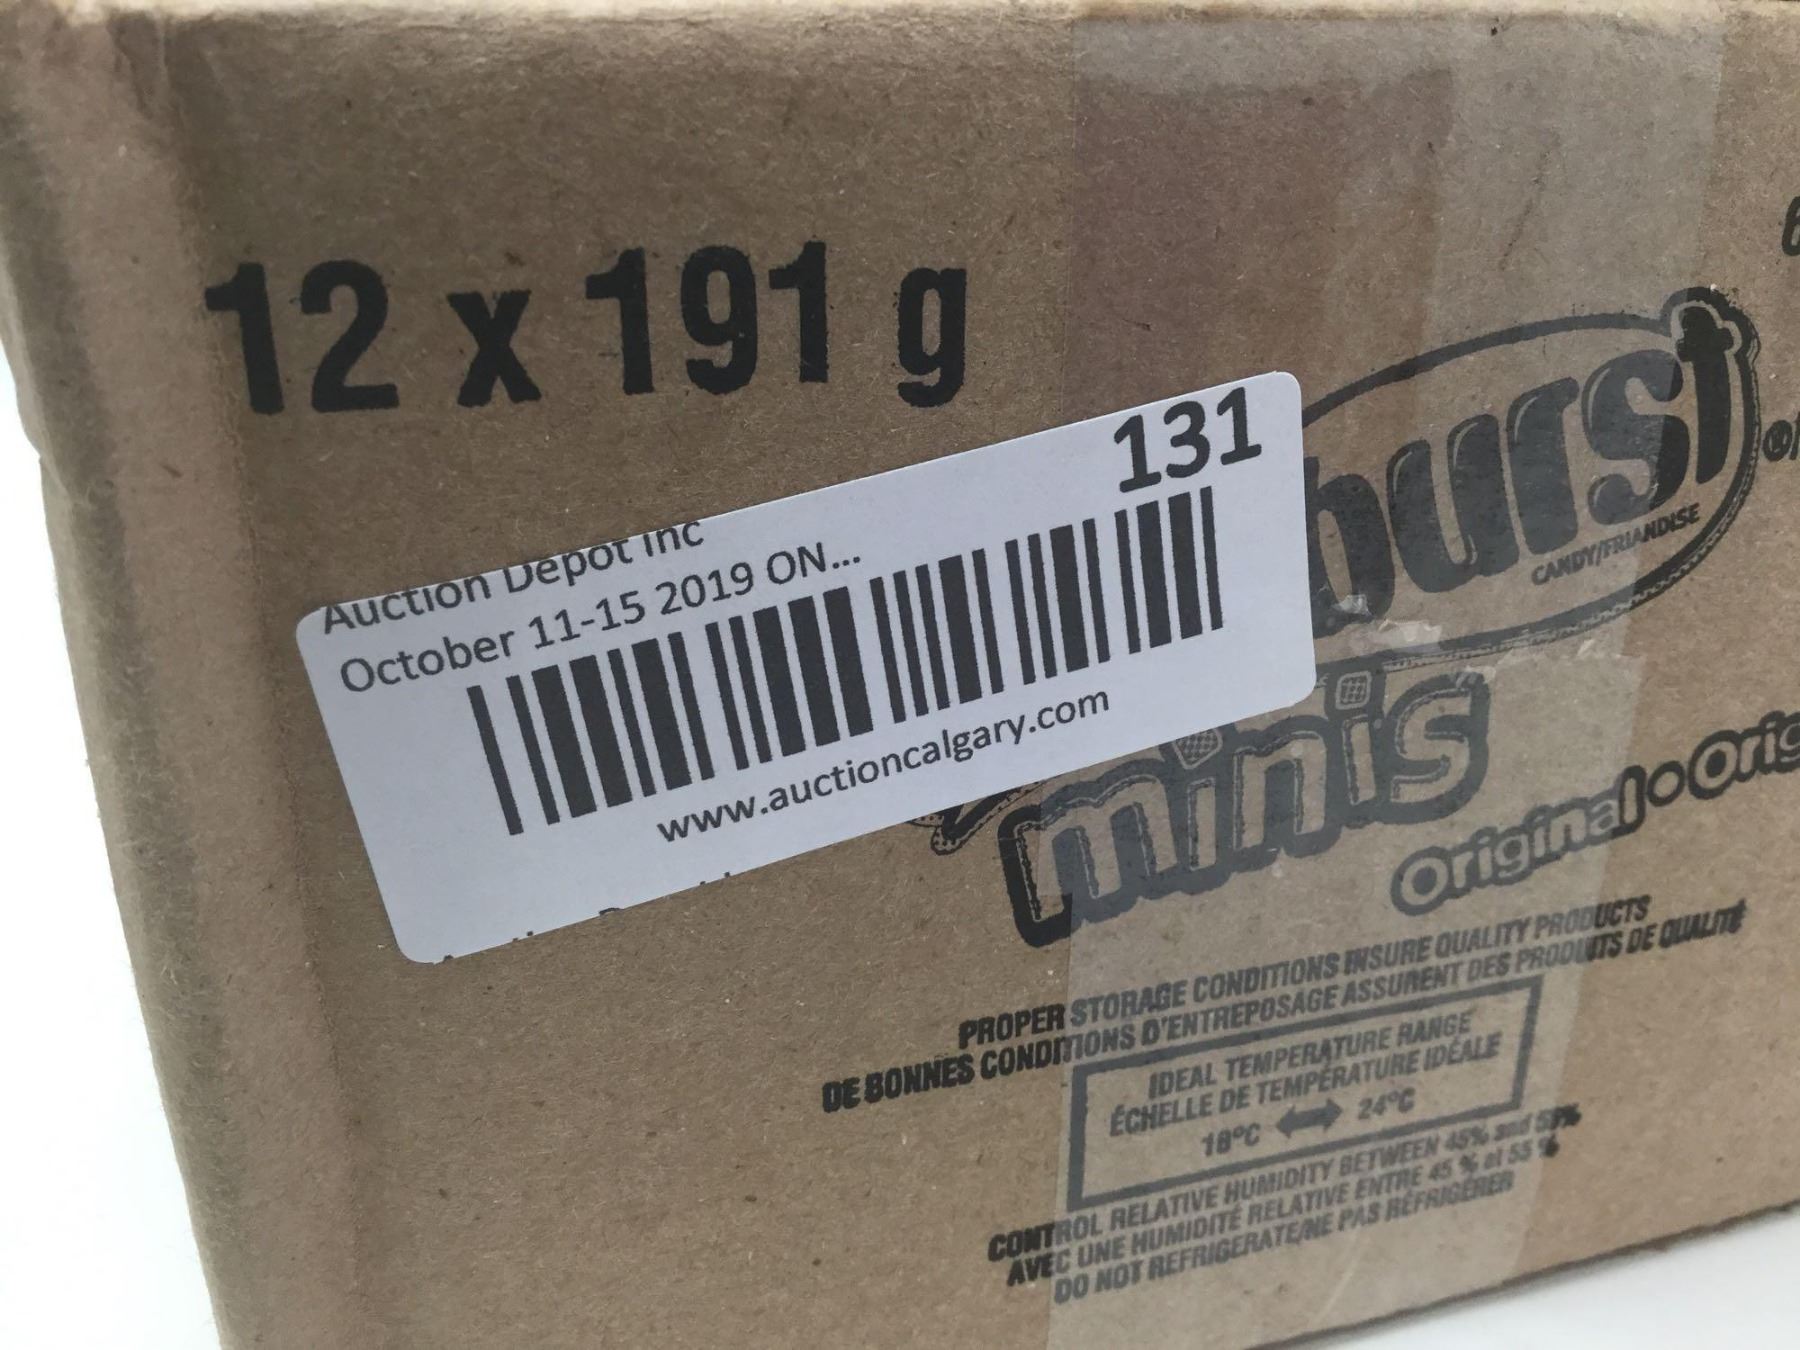 12 x 191 g
131
Auction Depot Inc
October 11-15 2019 ON...
www.auctioncalgary.com
burst
CANDY/FRIANDISE
minis
Original • Orig
PROPER STORAGE CONDITIONS INSURE QUALITY PRODUCTS
DE BONNES CONDITIONS D'ENTREPOSAGE ASSURENT DES PRODUITS DE QUALITÉ
IDEAL TEMPERATURE RANGE
ÉCHELLE DE TEMPÉRATURE IDÉALE
18°C ↔ 24°C
CONTROL RELATIVE HUMIDITY BETWEEN 45% and 55%
AVEC UNE HUMIDITÉ RELATIVE ENTRE 45 % et 55 %
DO NOT REFRIGERATE/NE PAS RÉFRIGÉRER